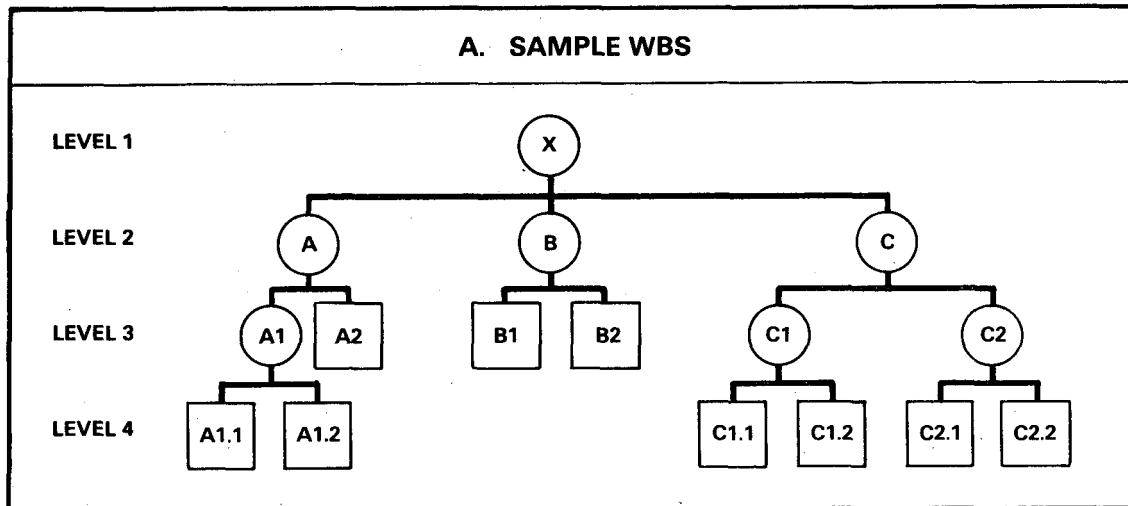 A. SAMPLE WBS
LEVEL 1
X
LEVEL 2
A B C
LEVEL 3
A1 A2 B1 B2 C1 C2
LEVEL 4
A1.1 A1.2 C1.1 C1.2 C2.1 C2.2